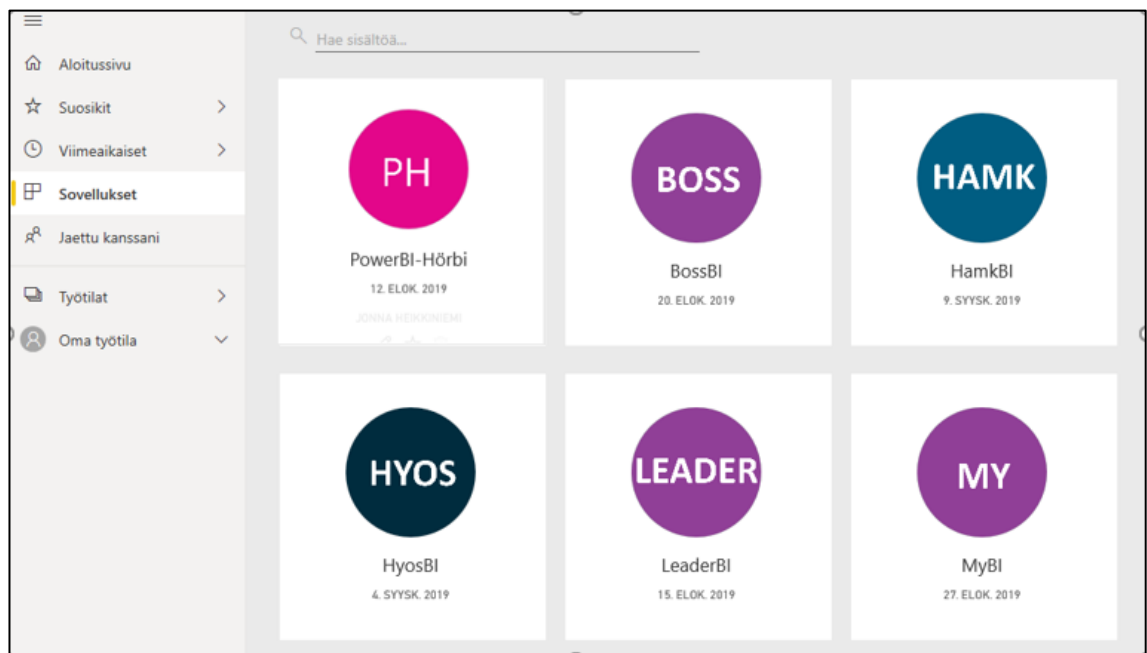 Hae sisältöä...
Aloitussivu
Suosikit
Viimeaikaiset
Sovellukset
Jaettu kanssani
Työtilat
Oma työtila
PH
PowerBI-Hörbi
12. ELOK. 2019
JONNA HEIKKONIEMI
BOSS
BossBI
20. ELOK. 2019
HAMK
HamkBI
9. SYYSK. 2019
HYOS
HyosBI
4. SYYSK. 2019
LEADER
LeaderBI
15. ELOK. 2019
MY
MyBI
27. ELOK. 2019